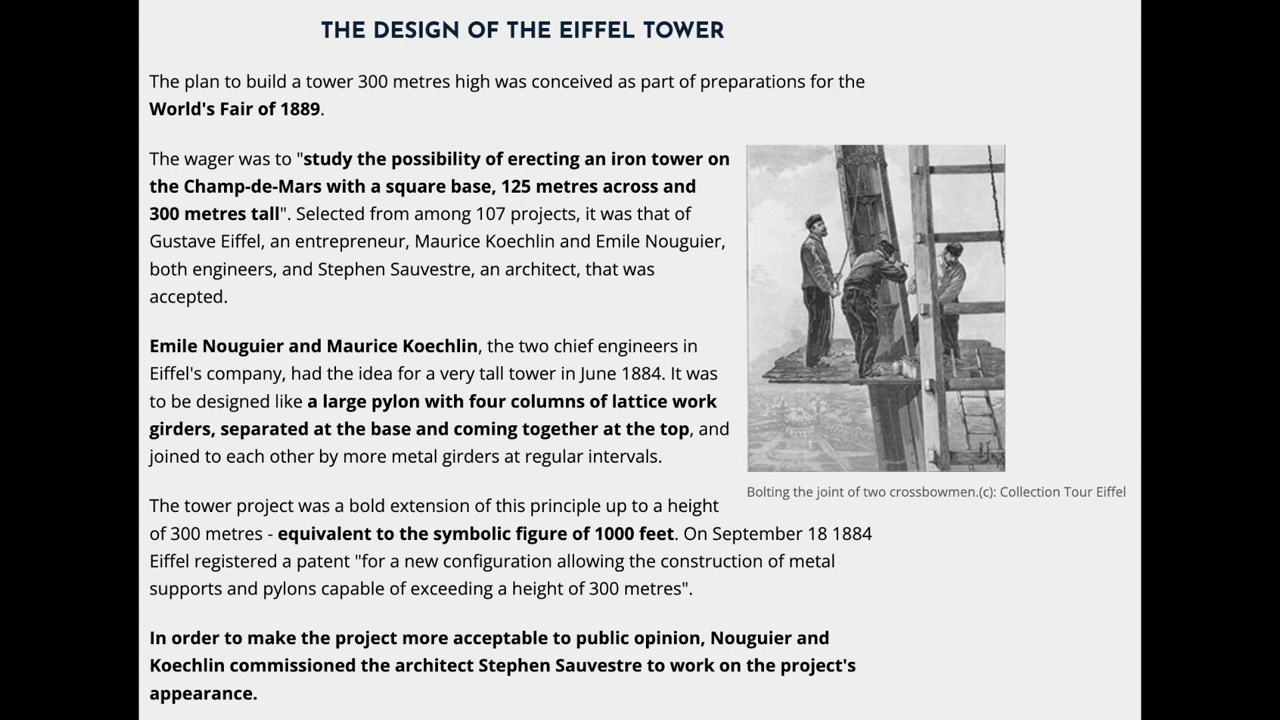 THE DESIGN OF THE EIFFEL TOWER
The plan to build a tower 300 metres high was conceived as part of preparations for the
World's Fair of 1889.
The wager was to "study the possibility of erecting an iron tower on
the Champ-de-Mars with a square base, 125 metres across and
300 metres tall". Selected from among 107 projects, it was that of
Gustave Eiffel, an entrepreneur, Maurice Koechlin and Emile Nouguier,
both engineers, and Stephen Sauvestre, an architect, that was
accepted.
Emile Nouguier and Maurice Koechlin, the two chief engineers in
Eiffel's company, had the idea for a very tall tower in June 1884. It was
to be designed like a large pylon with four columns of lattice work
girders, separated at the base and coming together at the top, and
joined to each other by more metal girders at regular intervals.
Bolting the joint of two crossbowmen.(c): Collection Tour Eiffel
The tower project was a bold extension of this principle up to a height
of 300 metres - equivalent to the symbolic figure of 1000 feet. On September 18 1884
Eiffel registered a patent "for a new configuration allowing the construction of metal
supports and pylons capable of exceeding a height of 300 metres".
In order to make the project more acceptable to public opinion, Nouguier and
Koechlin commissioned the architect Stephen Sauvestre to work on the project's
appearance.